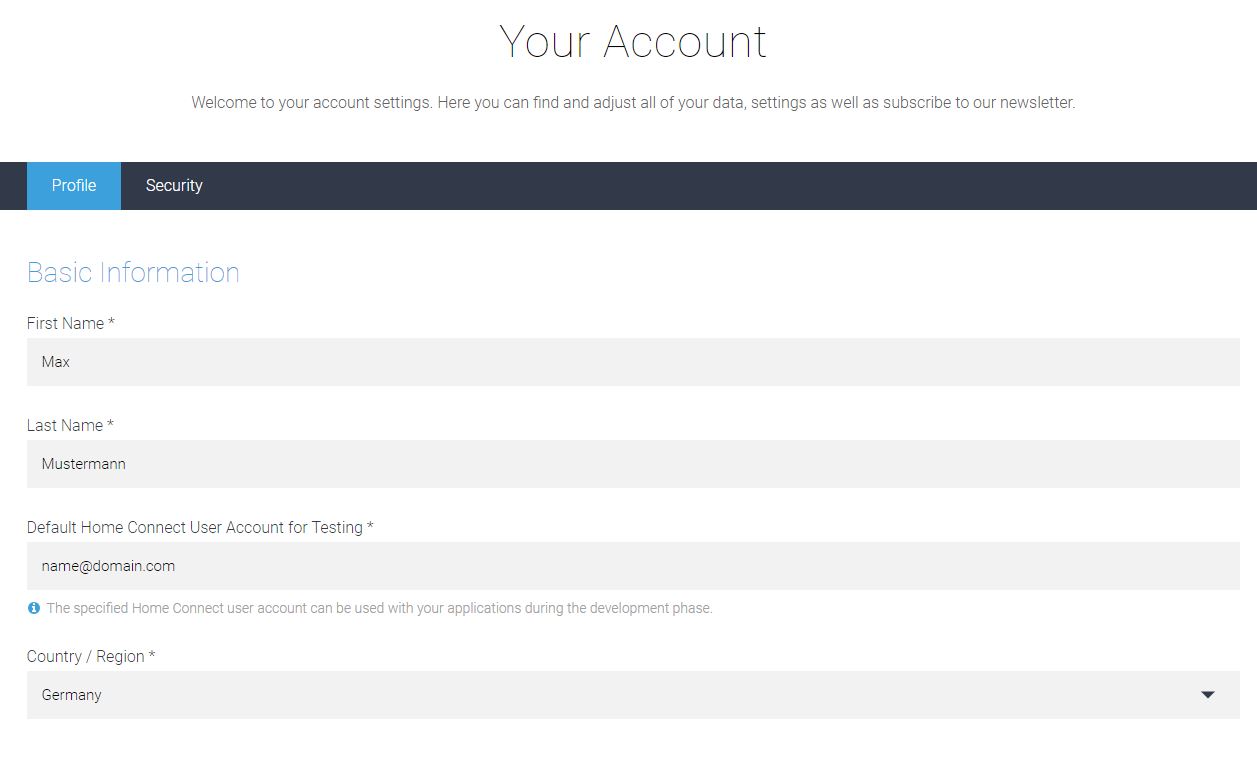 Your Account
Welcome to your account settings. Here you can find and adjust all of your data, settings as well as subscribe to our newsletter.
Profile
Security
Basic Information
First Name *
Max
Last Name *
Mustermann
Default Home Connect User Account for Testing *
name@domain.com
The specified Home Connect user account can be used with your applications during the development phase.
Country / Region *
Germany